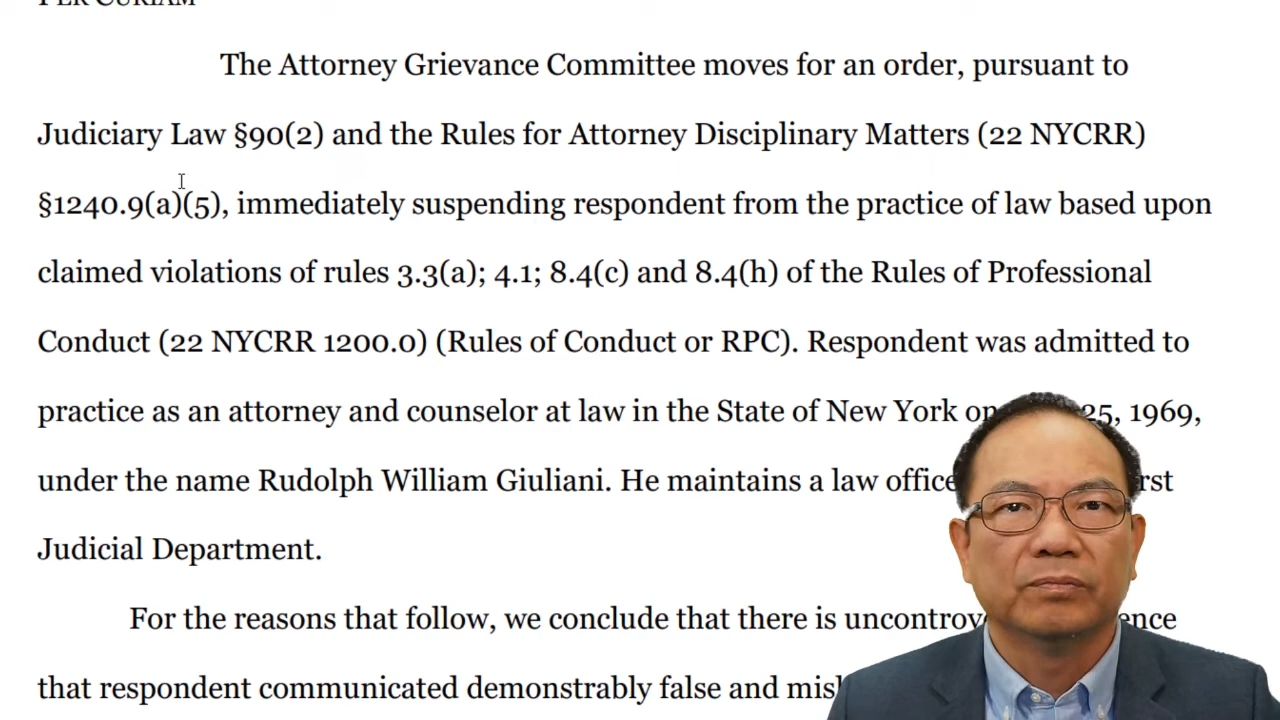 PER CURIAM
The Attorney Grievance Committee moves for an order, pursuant to
Judiciary Law §90(2) and the Rules for Attorney Disciplinary Matters (22 NYCRR)
§1240.9(a)(5), immediately suspending respondent from the practice of law based upon
claimed violations of rules 3.3(a); 4.1; 8.4(c) and 8.4(h) of the Rules of Professional
Conduct (22 NYCRR 1200.0) (Rules of Conduct or RPC). Respondent was admitted to
practice as an attorney and counselor at law in the State of New York on 25, 1969,
under the name Rudolph William Giuliani. He maintains a law office
Judicial Department.
For the reasons that follow, we conclude that there is
that respondent communicated demonstrably false and